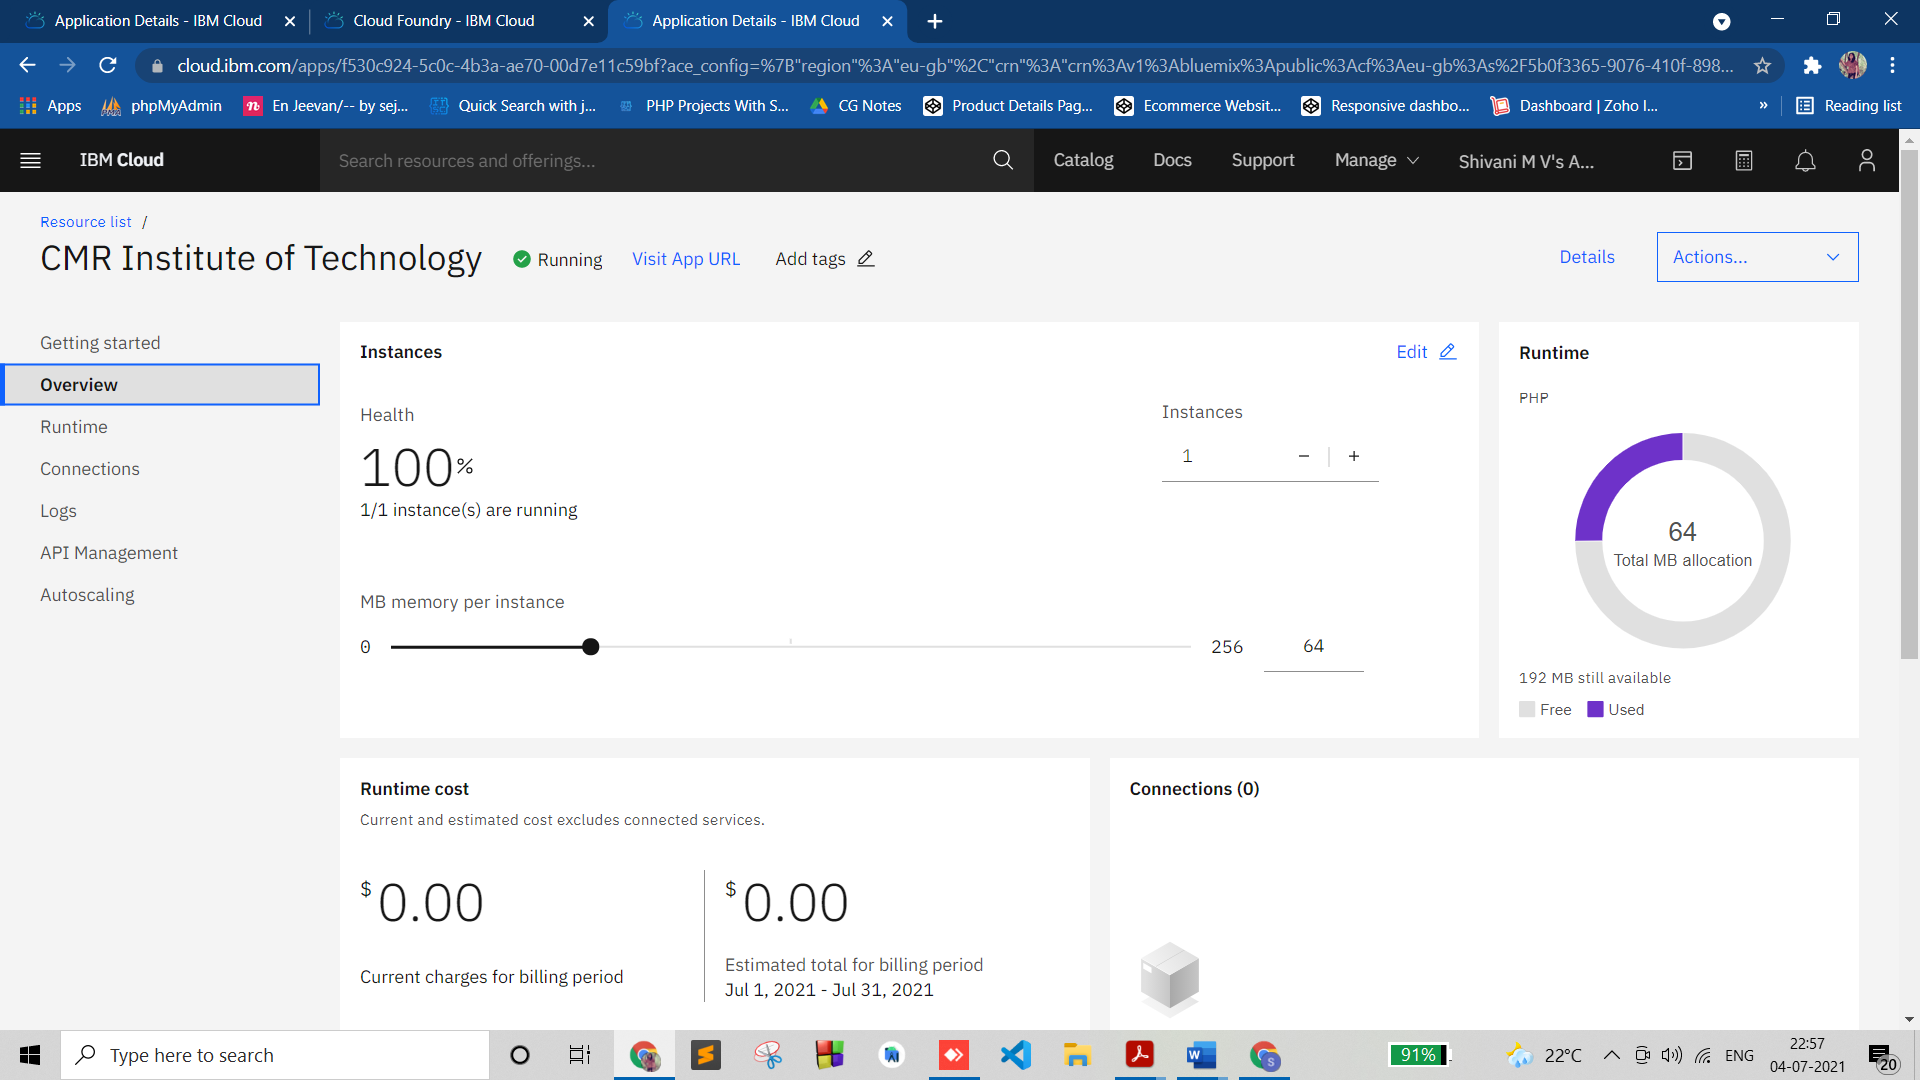 Application Details - IBM Cloud
Cloud Foundry - IBM Cloud
Application Details - IBM Cloud
cloud.ibm.com/apps/f530c924-5c0c-4b3a-ae70-00d7e11c59bf?ace_config=%7B"region"%3A"eu-gb"%2C"crn"%3A"crn%3Av1%3Abluemix%3Apublic%3Acf%3Aeu-gb%3As%2F5b0f3365-9076-410f-898...
Apps
phpMyAdmin
En Jeevan/-- by sej...
Quick Search with j...
PHP Projects With S...
CG Notes
Product Details Pag...
Ecommerce Websit...
Responsive dashbo...
Dashboard | Zoho I...
»
Reading list
IBM Cloud
Search resources and offerings...
Catalog
Docs
Support
Manage
Shivani M V's A...
Resource list /
CMR Institute of Technology
Running
Visit App URL
Add tags
Details
Actions...
Getting started
Overview
Runtime
Connections
Logs
API Management
Autoscaling
Instances
Edit
Health
100%
1/1 instance(s) are running
Instances
1 − +
MB memory per instance
0
256
64
Runtime
PHP
64
Total MB allocation
192 MB still available
Free
Used
Runtime cost
Current and estimated cost excludes connected services.
$0.00
Current charges for billing period
$0.00
Estimated total for billing period
Jul 1, 2021 - Jul 31, 2021
Connections (0)
Type here to search
91%
22°C
ENG
22:57
04-07-2021
20